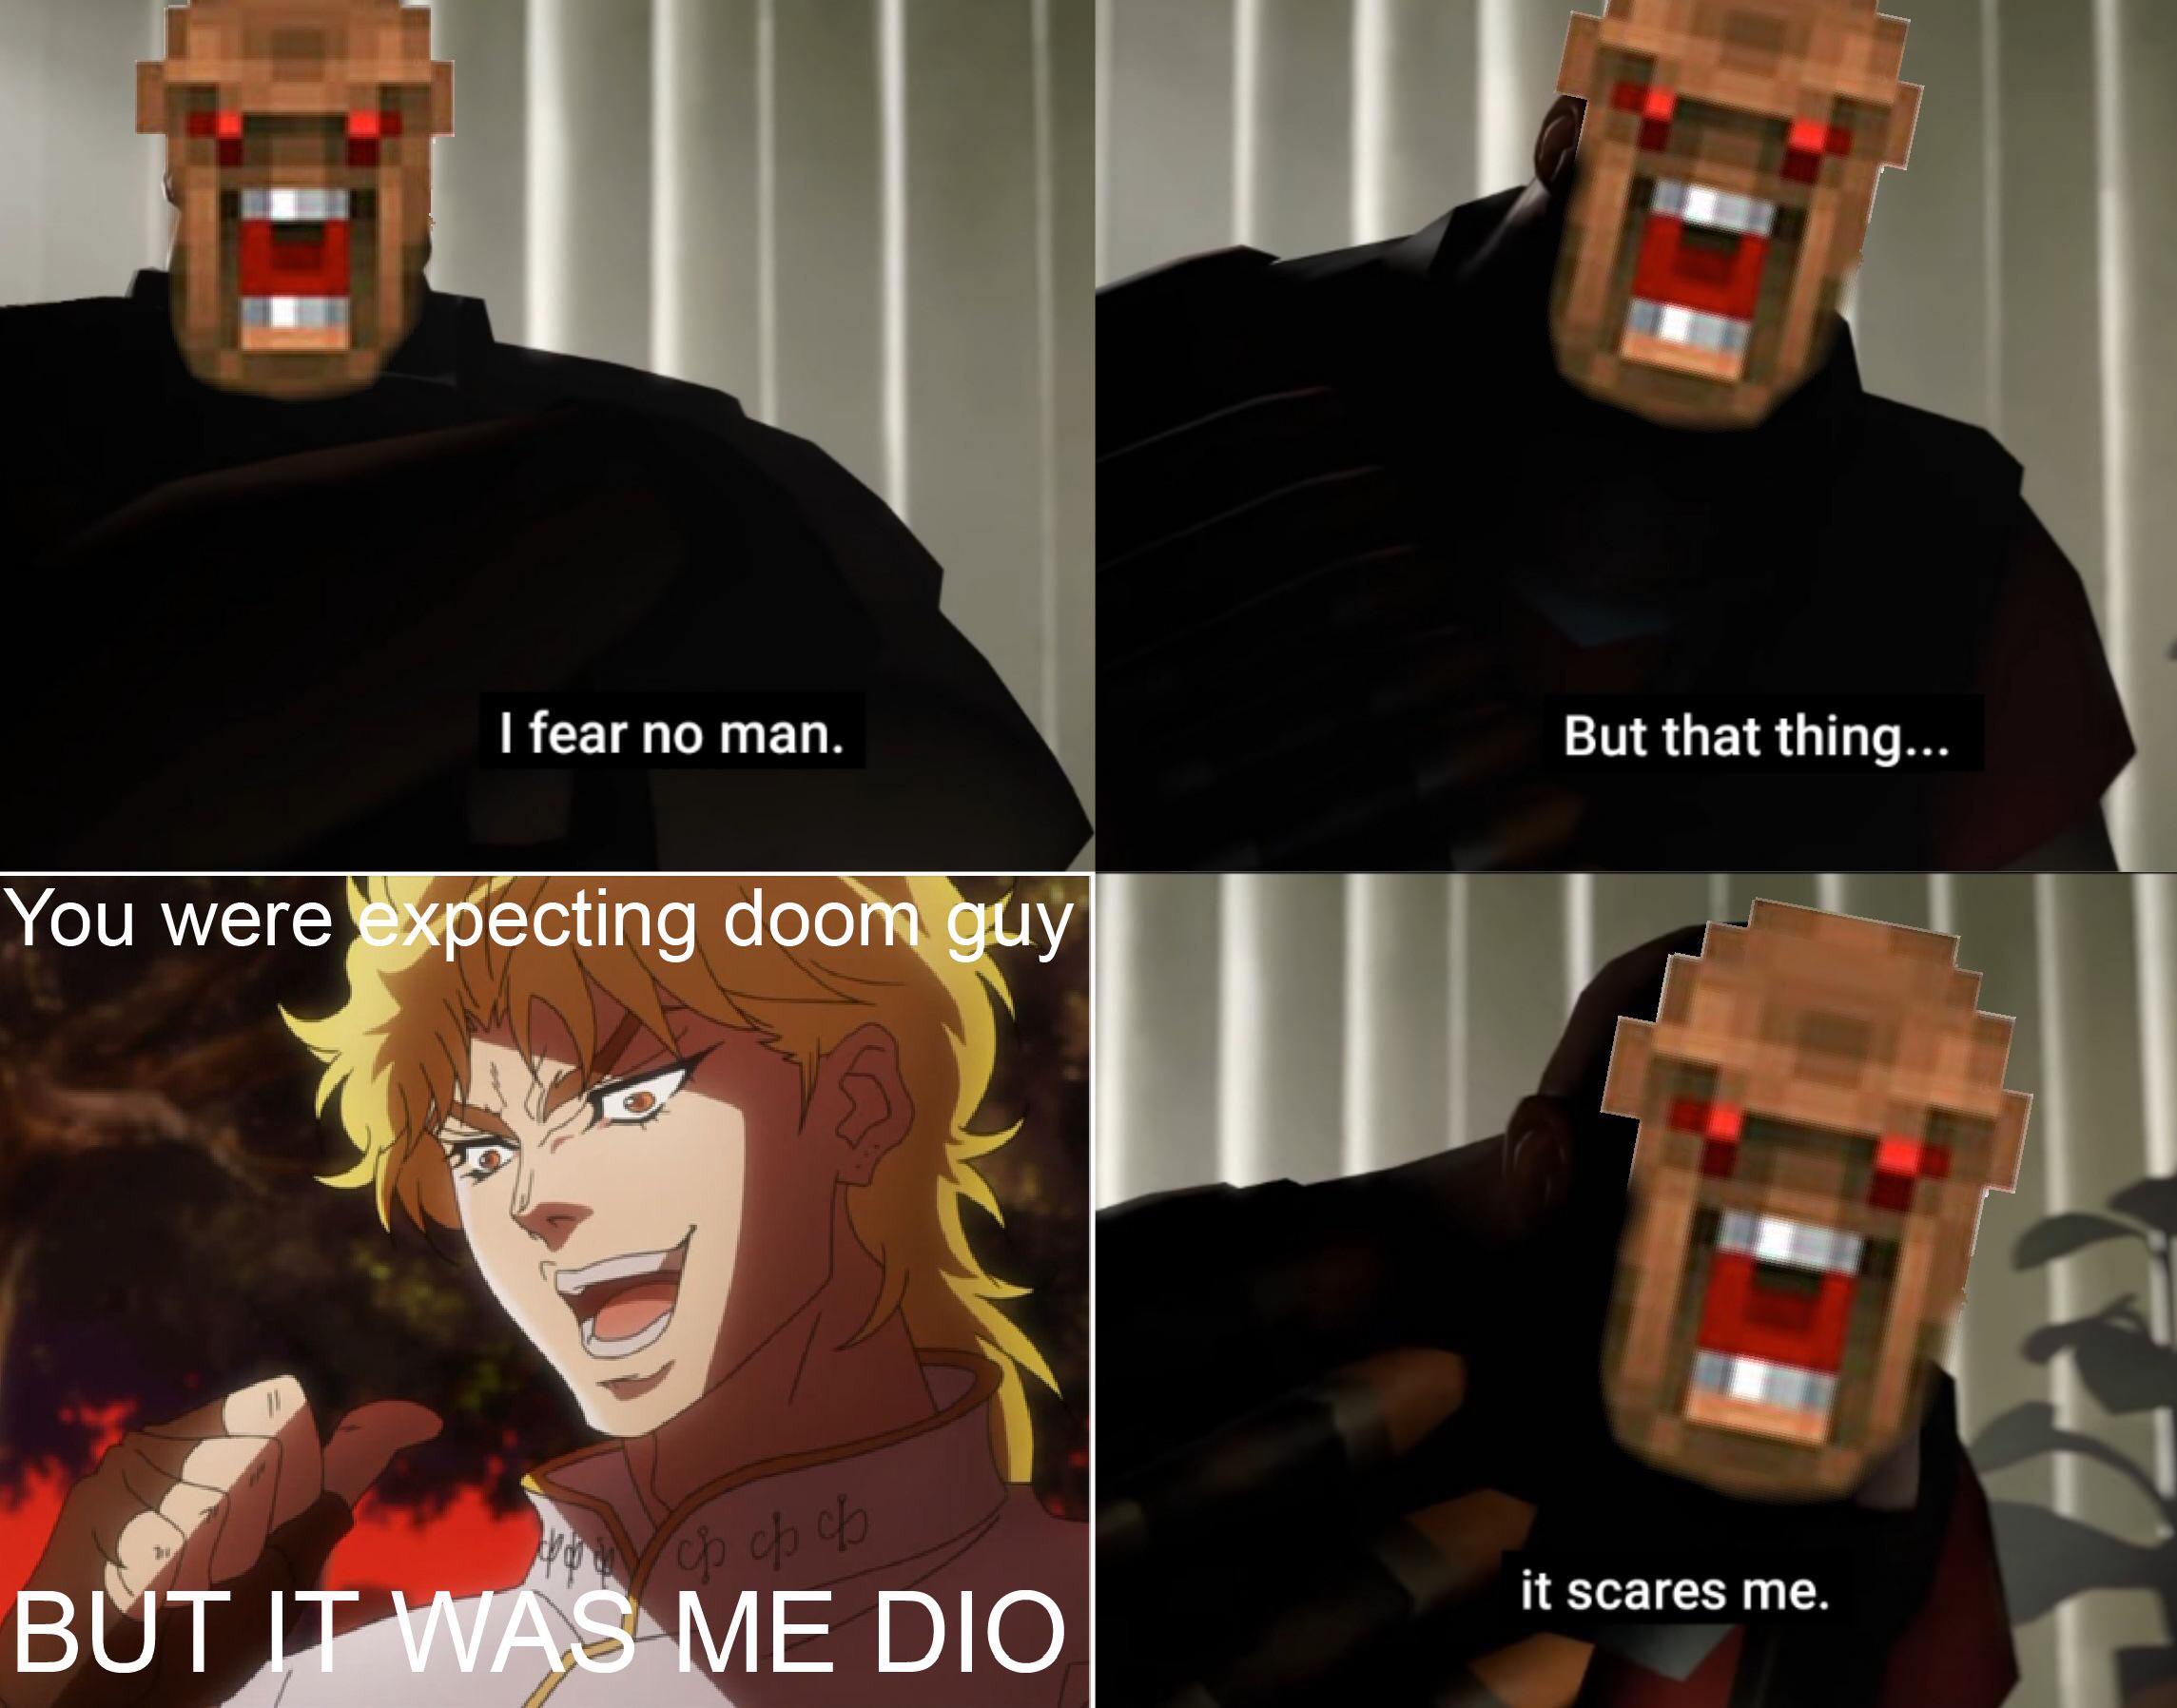 I fear no man.
But that thing...
You were expecting doom guy
BUT IT WAS ME DIO
it scares me.